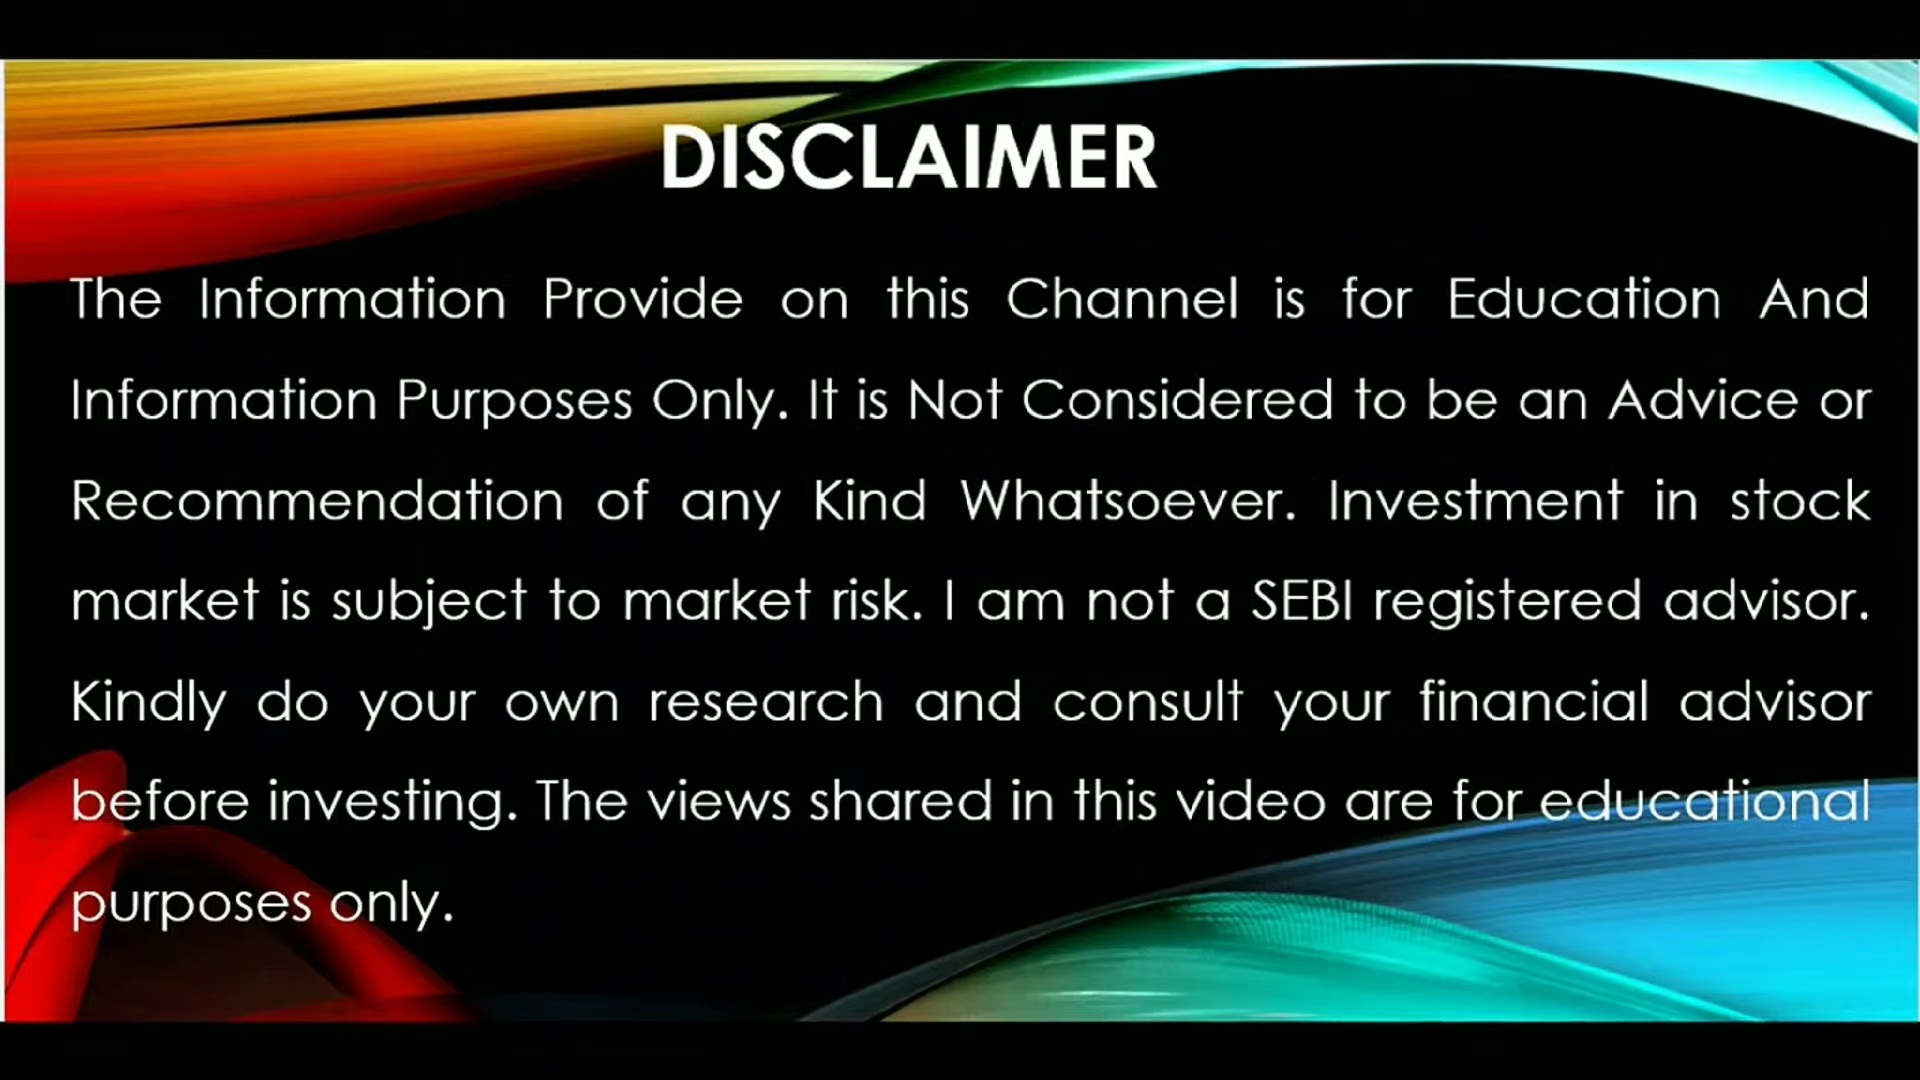 DISCLAIMER
The Information Provide on this Channel is for Education And
Information Purposes Only. It is Not Considered to be an Advice or
Recommendation of any Kind Whatsoever. Investment in stock
market is subject to market risk. I am not a SEBI registered advisor.
Kindly do your own research and consult your financial advisor
before investing. The views shared in this video are for educational
purposes only.